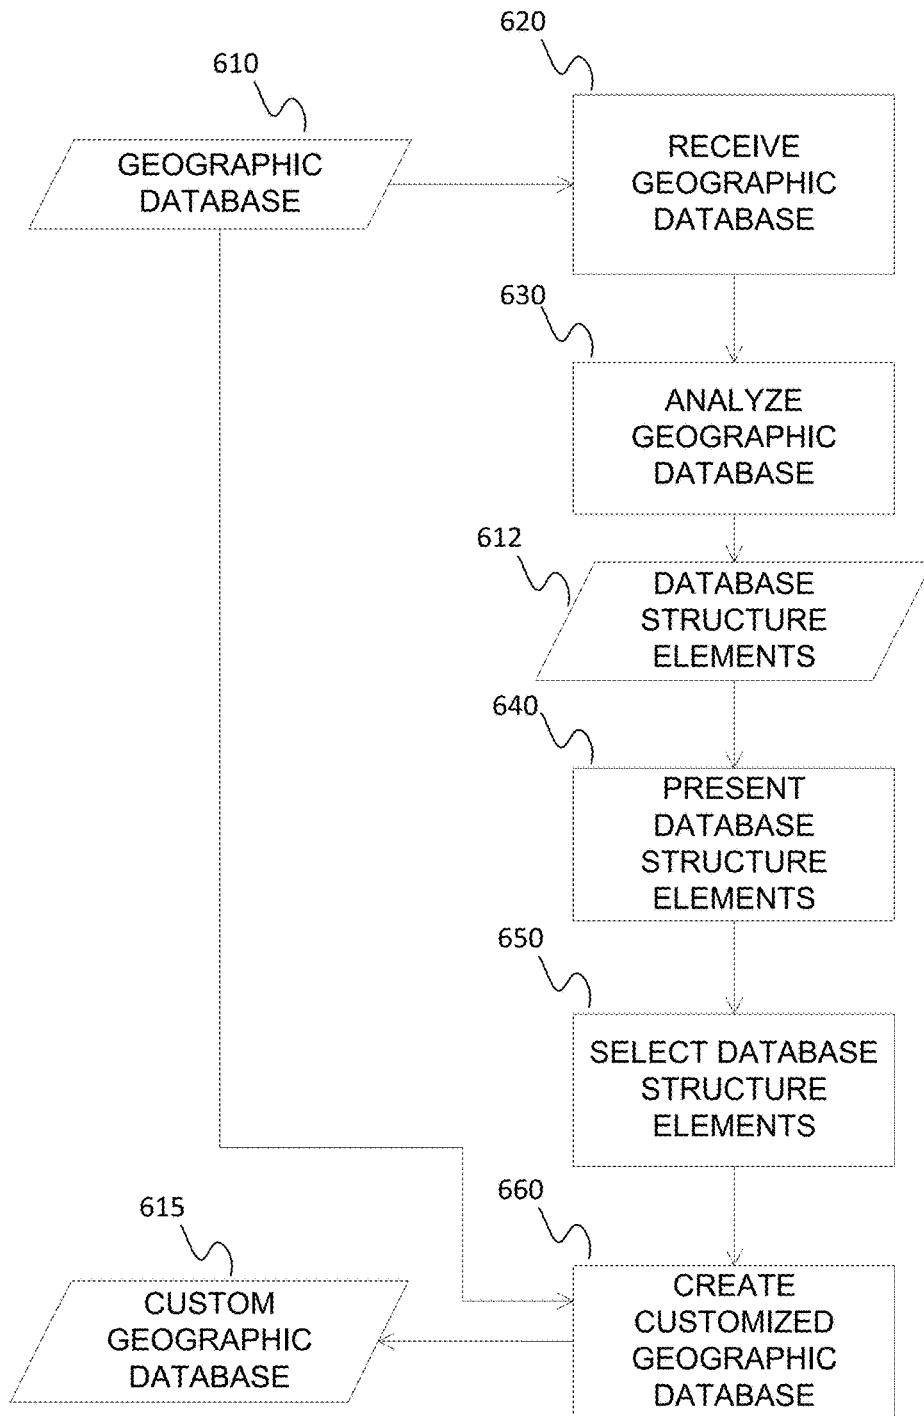 620
610
GEOGRAPHIC
DATABASE
RECEIVE
GEOGRAPHIC
DATABASE
630
ANALYZE
GEOGRAPHIC
DATABASE
612
DATABASE
STRUCTURE
ELEMENTS
640
PRESENT
DATABASE
STRUCTURE
ELEMENTS
650
SELECT DATABASE
STRUCTURE
ELEMENTS
660
615
CUSTOM
GEOGRAPHIC
DATABASE
CREATE
CUSTOMIZED
GEOGRAPHIC
DATABASE